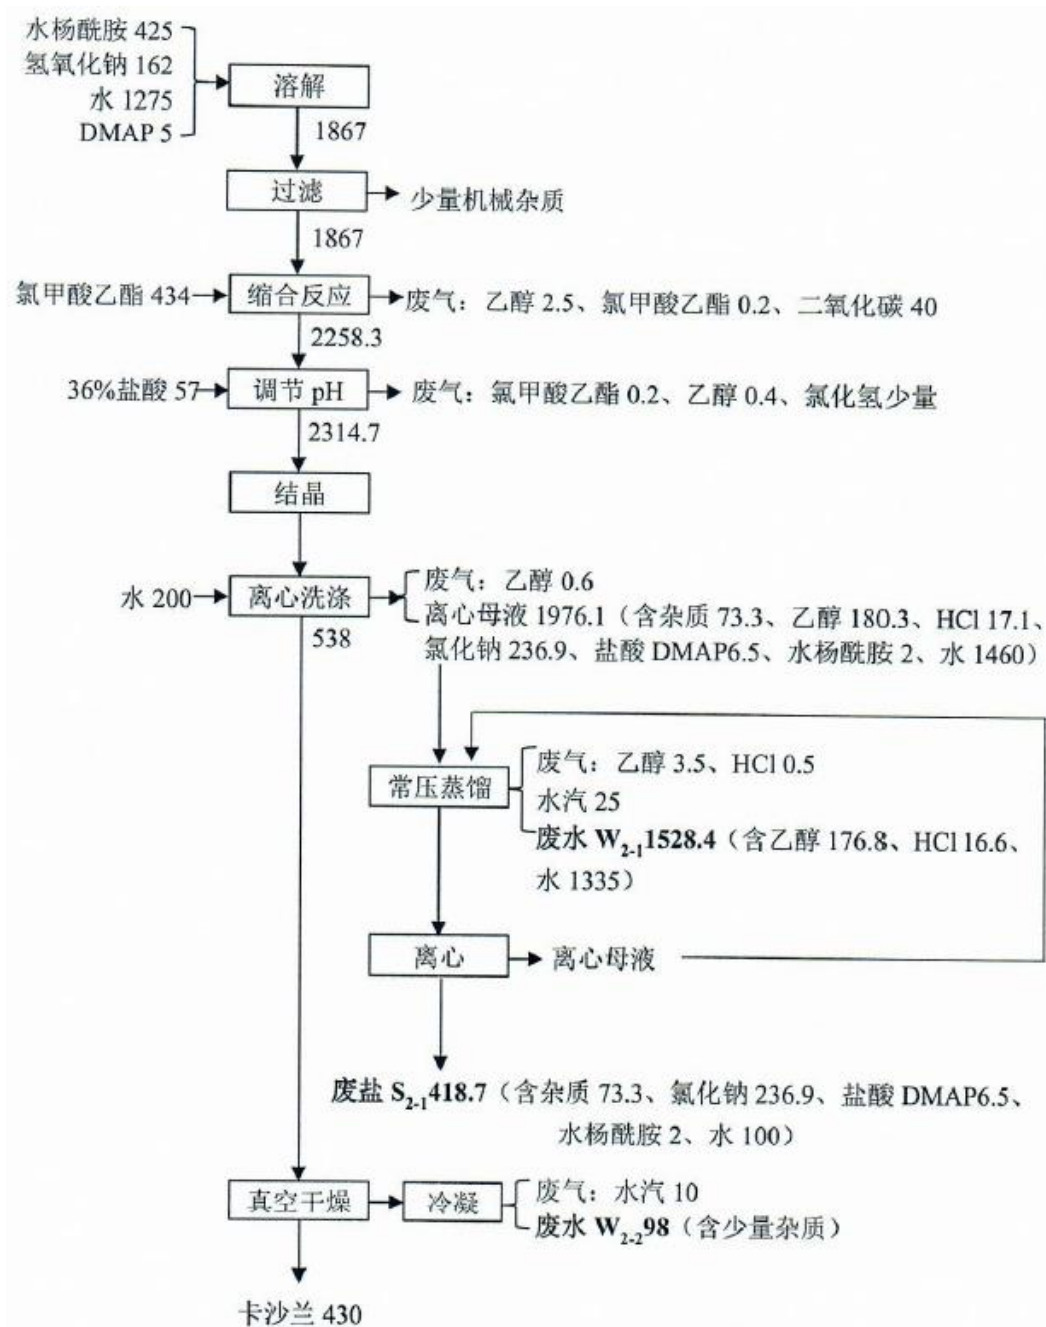 水杨酰胺 425
氢氧化钠 162
水 1275
DMAP 5
溶解
1867
过滤
少量机械杂质
1867
氯甲酸乙酯 434
缩合反应
废气：乙醇 2.5、氯甲酸乙酯 0.2、二氧化碳 40
2258.3
36%盐酸 57
调节 pH
废气：氯甲酸乙酯 0.2、乙醇 0.4、氯化氢少量
2314.7
结晶
水 200
离心洗涤
废气：乙醇 0.6
离心母液 1976.1（含杂质 73.3、乙醇 180.3、HCl 17.1、
氯化钠 236.9、盐酸 DMAP6.5、水杨酰胺 2、水 1460）
538
常压蒸馏
废气：乙醇 3.5、HCl 0.5
水汽 25
废水 W2-1 1528.4（含乙醇 176.8、HCl 16.6、
水 1335）
离心
离心母液
废盐 S2-1 418.7（含杂质 73.3、氯化钠 236.9、盐酸 DMAP6.5、
水杨酰胺 2、水 100）
真空干燥
冷凝
废气：水汽 10
废水 W2-2 98（含少量杂质）
卡沙兰 430